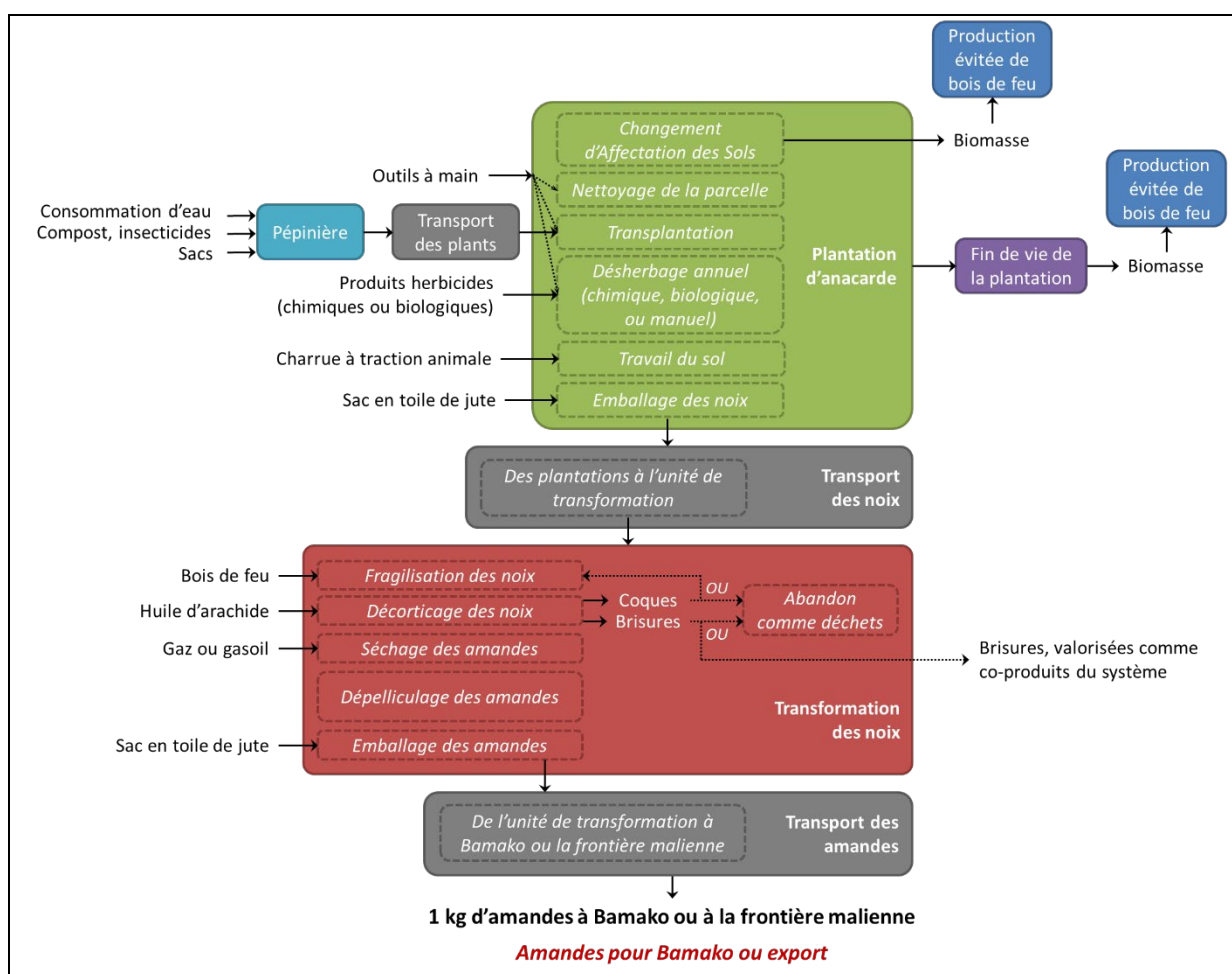 Production
évitée de
bois de feu
Changement
d'Affectation des Sols
Biomasse
Production
évitée de
bois de feu
Outils à main
Nettoyage de la parcelle
Consommation d'eau
Compost, insecticides
Sacs
Pépinière
Transport
des plants
Transplantation
Plantation
d'anacarde
Fin de vie de
la plantation
Biomasse
Produits herbicides
(chimiques ou biologiques)
Désherbage annuel
(chimique, biologique,
ou manuel)
Charrue à traction animale
Travail du sol
Sac en toile de jute
Emballage des noix
Des plantations à l'unité de
transformation
Transport
des noix
Bois de feu
Fragilisation des noix
OU
Huile d'arachide
Décorticage des noix
Coques
Brisures
OU
Abandon
comme déchets
Gaz ou gasoil
Séchage des amandes
Brisures, valorisées comme
co-produits du système
Dépelliculage des amandes
Transformation
des noix
Sac en toile de jute
Emballage des amandes
De l'unité de transformation à
Bamako ou la frontière malienne
Transport des
amandes
1 kg d'amandes à Bamako ou à la frontière malienne
Amandes pour Bamako ou export